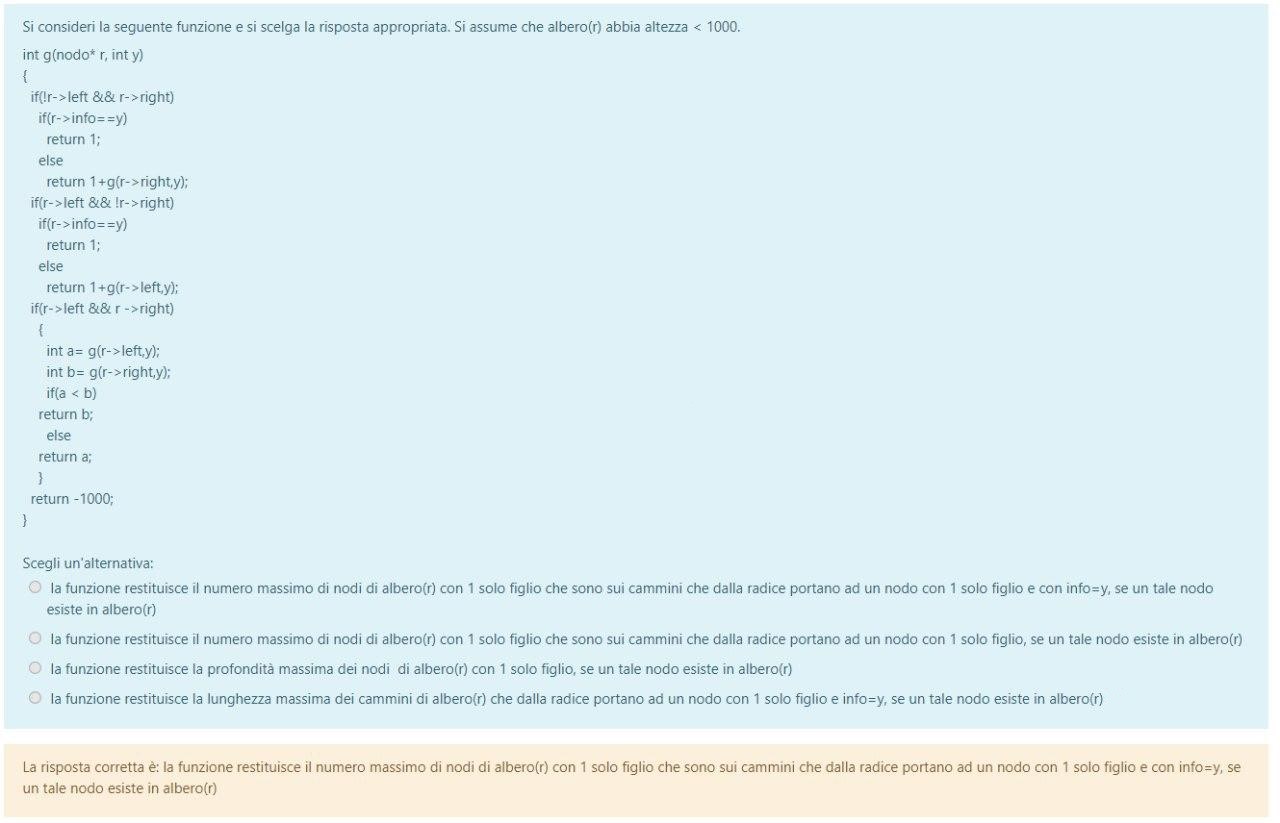 Si consideri la seguente funzione e si scelga la risposta appropriata. Si assume che albero(r) abbia altezza < 1000.
int g(nodo* r, int y)
{
if(!r->left && r->right)
if(r->info==y)
return 1;
else
return 1+g(r->right,y);
if(r->left && !r->right)
if(r->info==y)
return 1;
else
return 1+g(r->left,y);
if(r->left && r ->right)
{
int a= g(r->left,y);
int b= g(r->right,y);
if(a < b)
return b;
else
return a;
}
return -1000;
}
Scegli un'alternativa:
la funzione restituisce il numero massimo di nodi di albero(r) con 1 solo figlio che sono sui cammini che dalla radice portano ad un nodo con 1 solo figlio e con info=y, se un tale nodo
esiste in albero(r)
la funzione restituisce il numero massimo di nodi di albero(r) con 1 solo figlio che sono sui cammini che dalla radice portano ad un nodo con 1 solo figlio, se un tale nodo esiste in albero(r)
la funzione restituisce la profondità massima dei nodi di albero(r) con 1 solo figlio, se un tale nodo esiste in albero(r)
la funzione restituisce la lunghezza massima dei cammini di albero(r) che dalla radice portano ad un nodo con 1 solo figlio e info=y, se un tale nodo esiste in albero(r)
La risposta corretta è: la funzione restituisce il numero massimo di nodi di albero(r) con 1 solo figlio che sono sui cammini che dalla radice portano ad un nodo con 1 solo figlio e con info=y, se
un tale nodo esiste in albero(r)